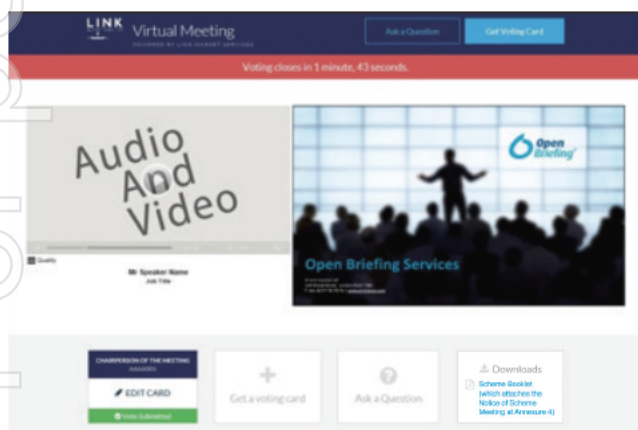 LINK
Virtual Meeting
POWERED BY LINK MARKET SERVICES
Ask a Question
Get Voting Card
Voting closes in 1 minute, 43 seconds.
Audio
And
Video
Quality
Mr Speaker Name
Job Title
Open
Briefing
Open Briefing Services
CHAIRPERSON OF THE MEETING
EDIT CARD
Vote Submitted
Get a voting card
Ask a Question
Downloads
Scheme Booklet
(which attaches the
Notice of Scheme
Meeting at Annexure 4)